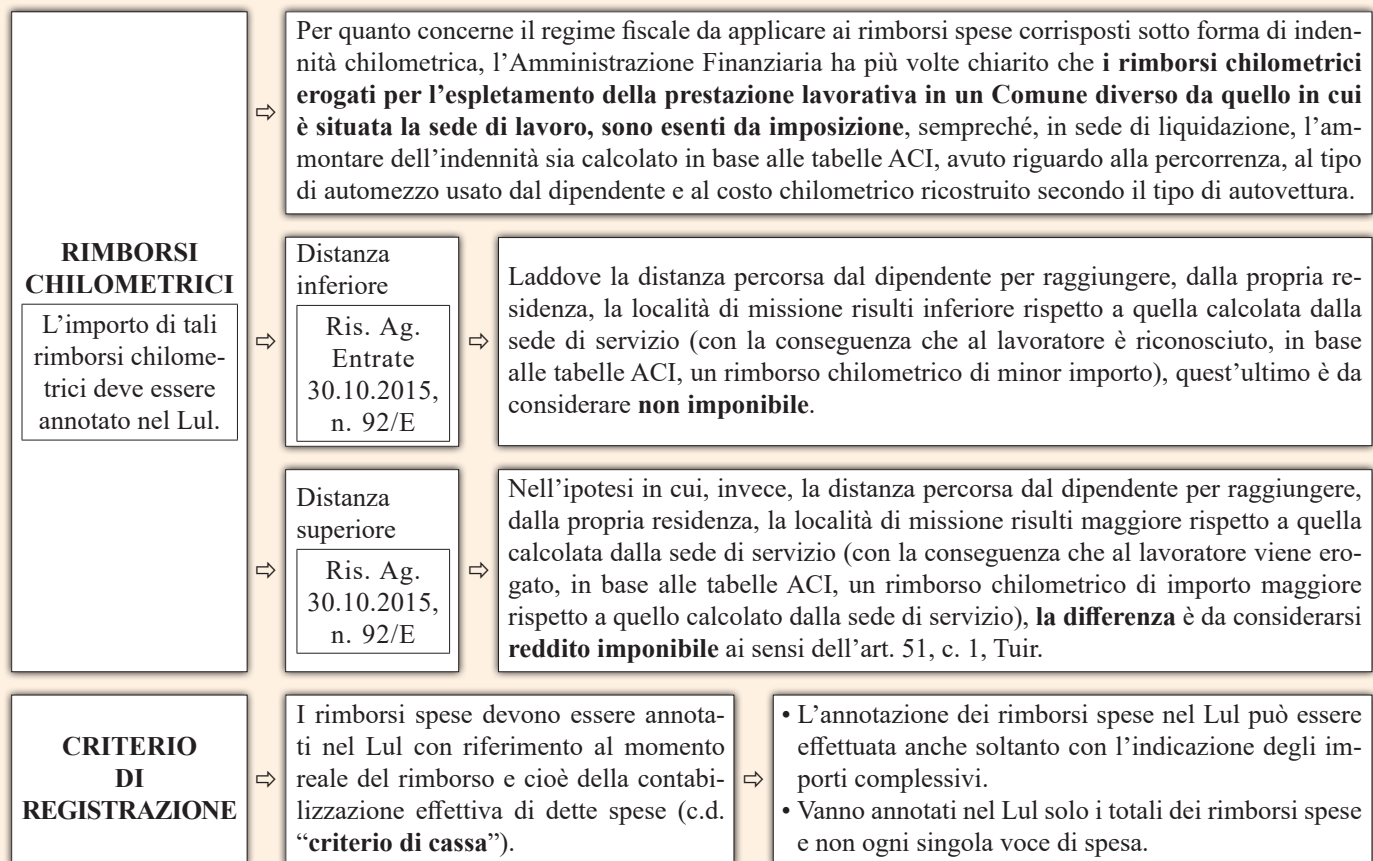 RIMBORSI
CHILOMETRICI
L’importo di tali
rimborsi chilome-
trici deve essere
annotato nel Lul.
⇨
Per quanto concerne il regime fiscale da applicare ai rimborsi spese corrisposti sotto forma di inden-
nità chilometrica, l’Amministrazione Finanziaria ha più volte chiarito che i rimborsi chilometrici
erogati per l’espletamento della prestazione lavorativa in un Comune diverso da quello in cui
è situata la sede di lavoro, sono esenti da imposizione, sempreché, in sede di liquidazione, l’am-
montare dell’indennità sia calcolato in base alle tabelle ACI, avuto riguardo alla percorrenza, al tipo
di automezzo usato dal dipendente e al costo chilometrico ricostruito secondo il tipo di autovettura.
⇨
Distanza
inferiore
Ris. Ag.
Entrate
30.10.2015,
n. 92/E
⇨
Laddove la distanza percorsa dal dipendente per raggiungere, dalla propria re-
sidenza, la località di missione risulti inferiore rispetto a quella calcolata dalla
sede di servizio (con la conseguenza che al lavoratore è riconosciuto, in base
alle tabelle ACI, un rimborso chilometrico di minor importo), quest’ultimo è da
considerare non imponibile.
⇨
Distanza
superiore
Ris. Ag.
30.10.2015,
n. 92/E
⇨
Nell’ipotesi in cui, invece, la distanza percorsa dal dipendente per raggiungere,
dalla propria residenza, la località di missione risulti maggiore rispetto a quella
calcolata dalla sede di servizio (con la conseguenza che al lavoratore viene ero-
gato, in base alle tabelle ACI, un rimborso chilometrico di importo maggiore
rispetto a quello calcolato dalla sede di servizio), la differenza è da considerarsi
reddito imponibile ai sensi dell’art. 51, c. 1, Tuir.
CRITERIO
DI
REGISTRAZIONE
⇨
I rimborsi spese devono essere annota-
ti nel Lul con riferimento al momento
reale del rimborso e cioè della contabi-
lizzazione effettiva di dette spese (c.d.
“criterio di cassa”).
⇨
• L’annotazione dei rimborsi spese nel Lul può essere
effettuata anche soltanto con l’indicazione degli im-
porti complessivi.
• Vanno annotati nel Lul solo i totali dei rimborsi spese
e non ogni singola voce di spesa.